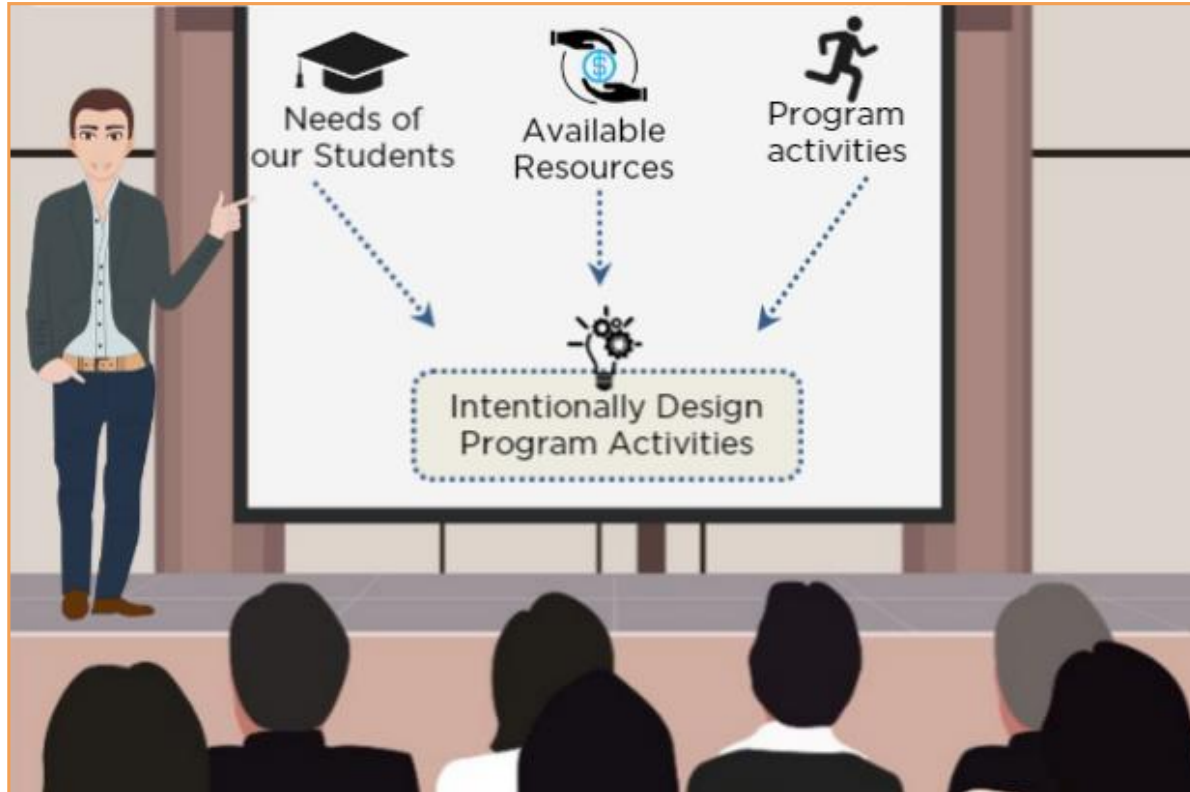 Needs of
our Students
Available
Resources
Program
activities
$
Intentionally Design
Program Activities